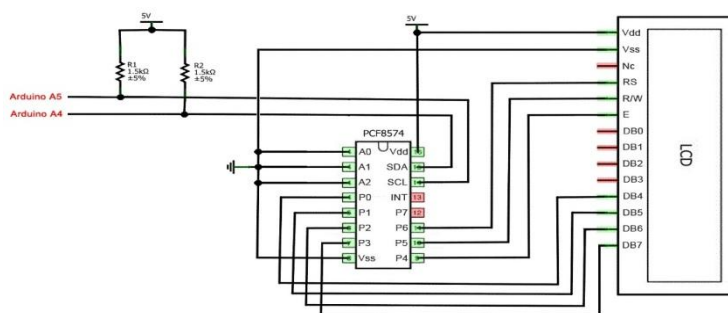 5V
5V
R1
1.5kΩ
±5%
R2
1.5kΩ
±5%
Arduino A5
Arduino A4
PCF8574
A0
A1
A2
P0
P1
P2
P3
Vss
Vdd
SDA
SCL
INT 13
P7 12
P6
P5
P4
Vdd
Vss
Nc
RS
R/W
E
DB0
DB1
DB2
DB3
DB4
DB5
DB6
DB7
LCD